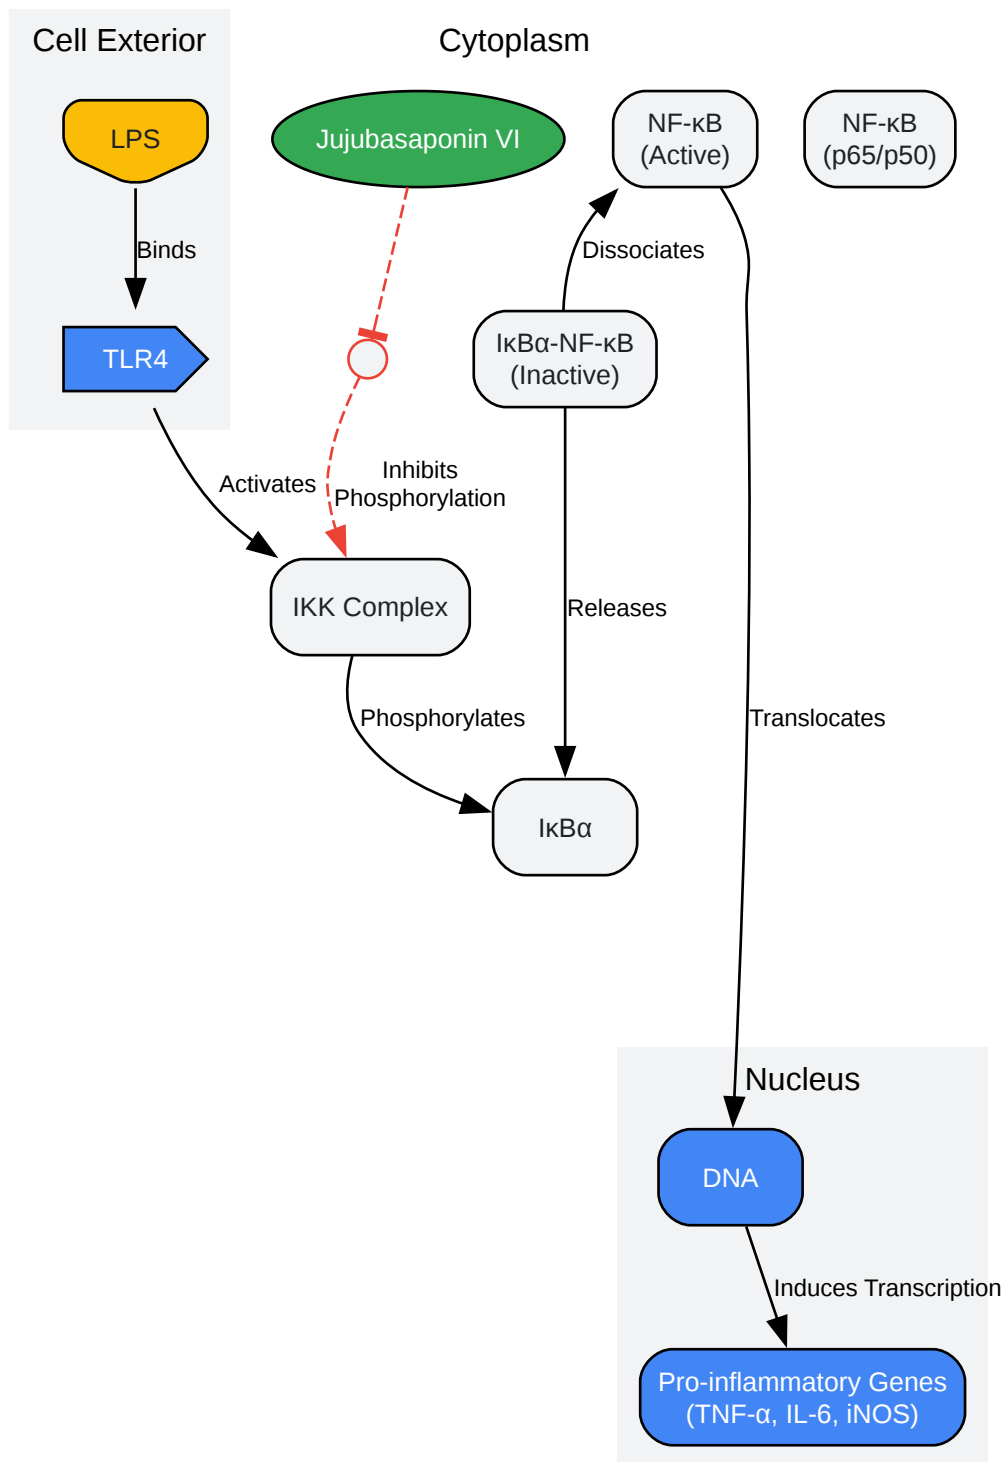 Cell Exterior
Cytoplasm
LPS
Jujubasaponin VI
NF-κB
(Active)
NF-κB
(p65/p50)
Binds
Dissociates
TLR4
IκBα-NF-κB
(Inactive)
Activates
Inhibits
Phosphorylation
IKK Complex
Releases
Phosphorylates
Translocates
IκBα
Nucleus
DNA
Induces Transcription
Pro-inflammatory Genes
(TNF-α, IL-6, iNOS)